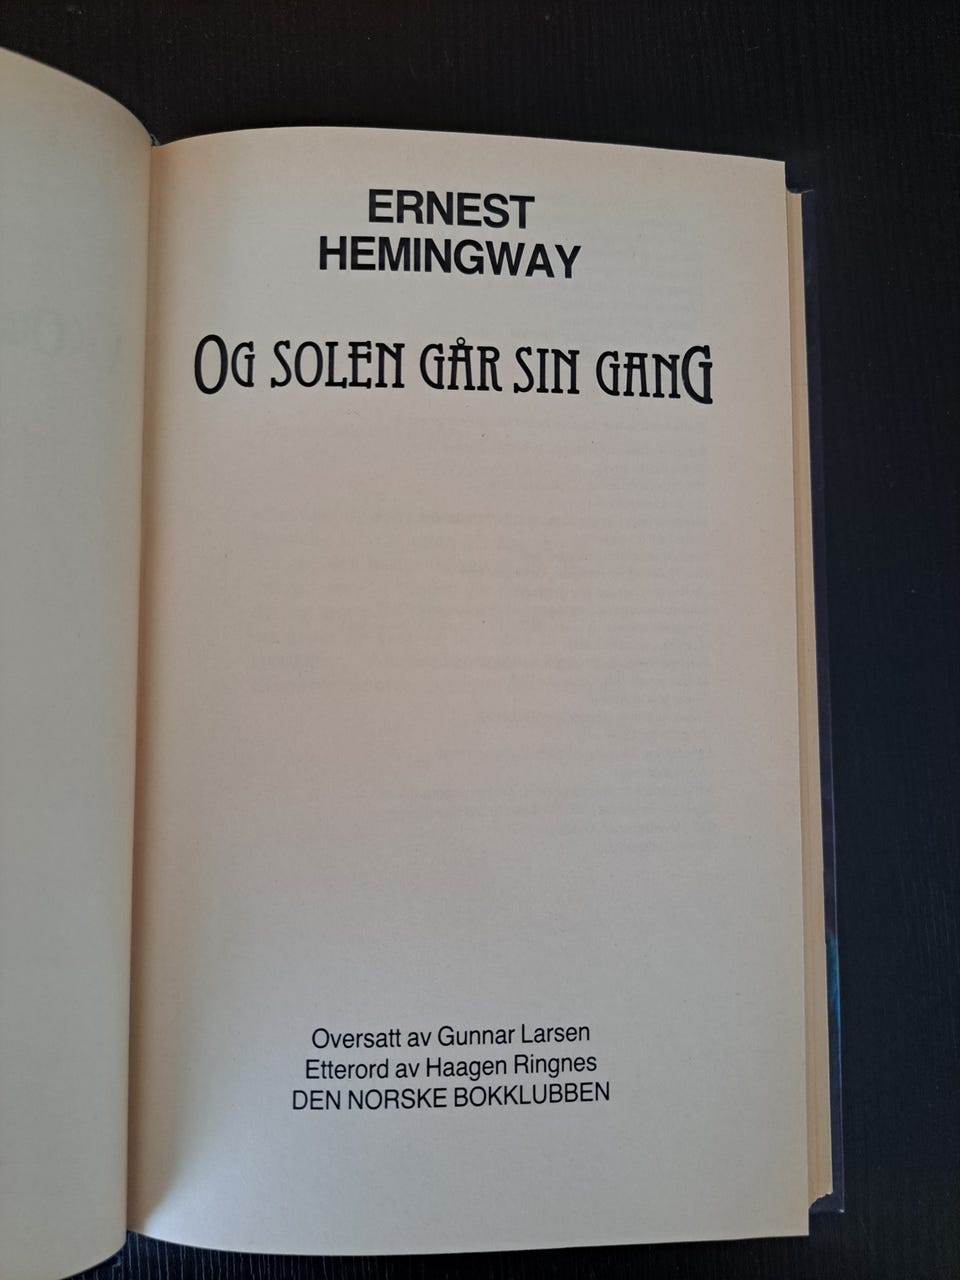 ERNEST
HEMINGWAY
OG SOLEN GÅR SIN GANG
Oversatt av Gunnar Larsen
Etterord av Haagen Ringnes
DEN NORSKE BOKKLUBBEN